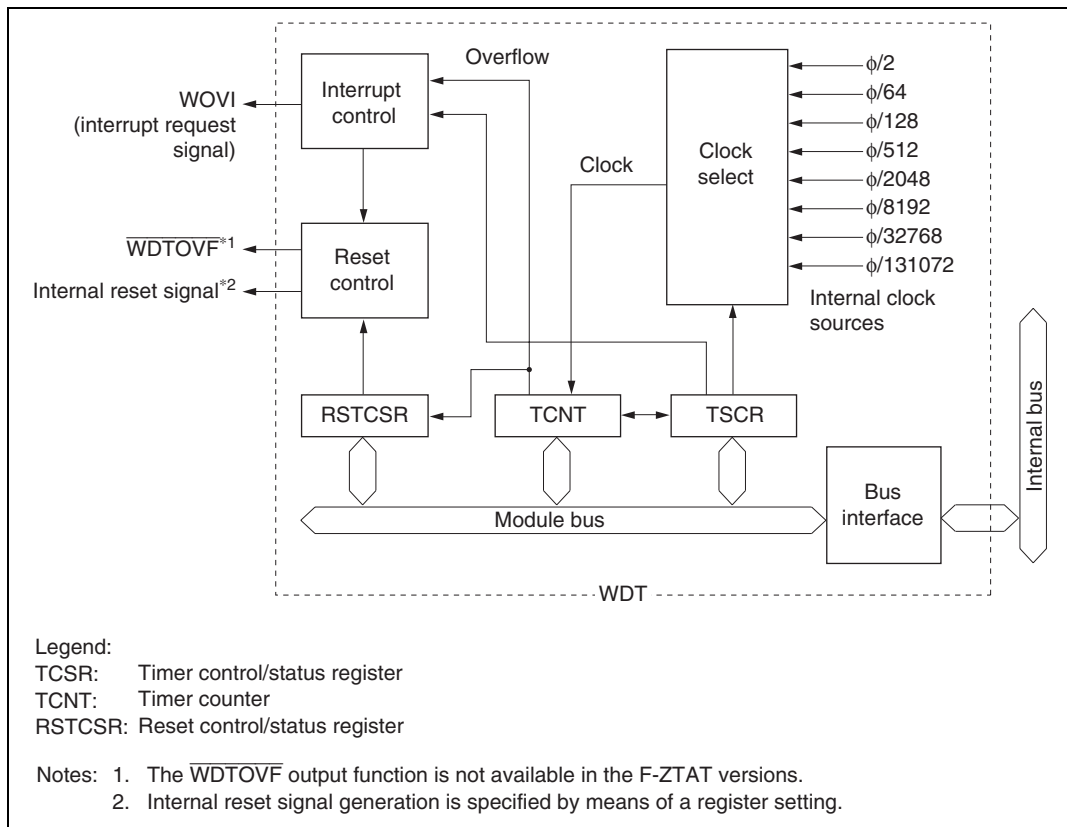 Overflow
Interrupt
control
WOVI
(interrupt request
signal)
Reset
control
WDTOVF*1
Internal reset signal*2
Clock
Clock
select
ϕ/2
ϕ/64
ϕ/128
ϕ/512
ϕ/2048
ϕ/8192
ϕ/32768
ϕ/131072
Internal clock
sources
RSTCSR
TCNT
TSCR
Module bus
Bus
interface
Internal bus
WDT
Legend:
TCSR: Timer control/status register
TCNT: Timer counter
RSTCSR: Reset control/status register
Notes: 1. The WDTOVF output function is not available in the F-ZTAT versions.
2. Internal reset signal generation is specified by means of a register setting.